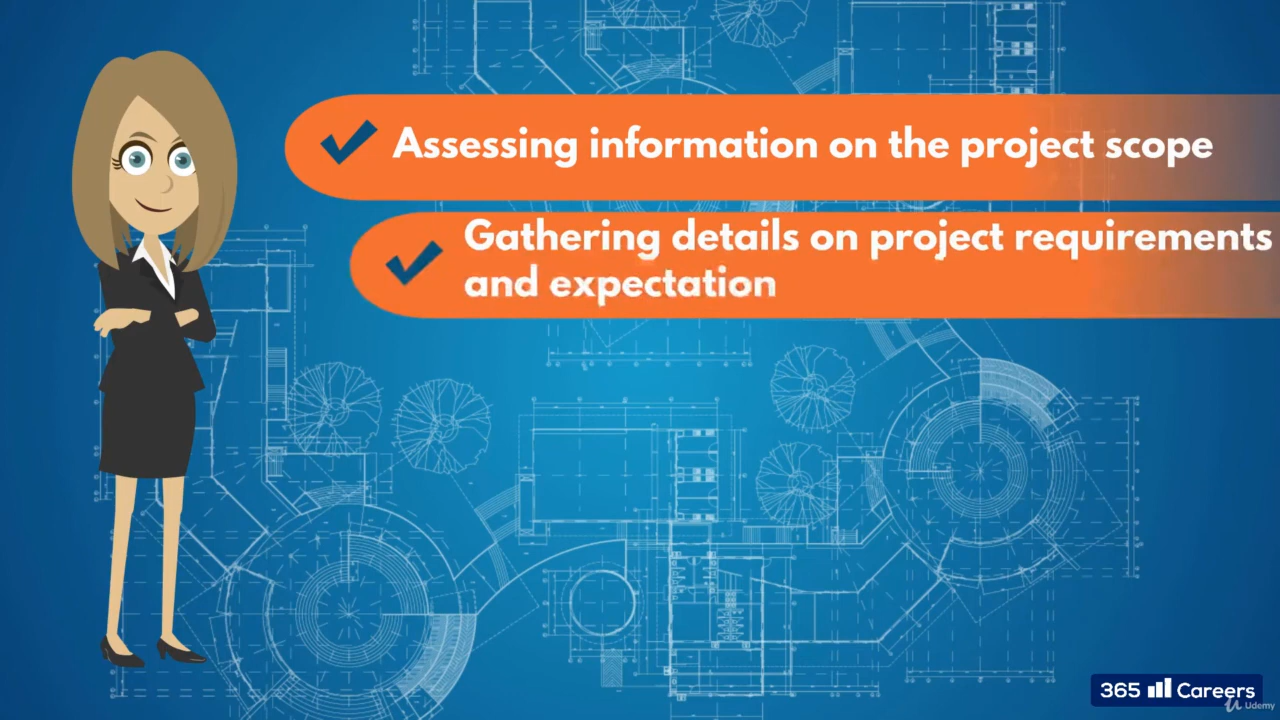 Assessing information on the project scope
Gathering details on project requirements
and expectation
365 Careers
Udemy